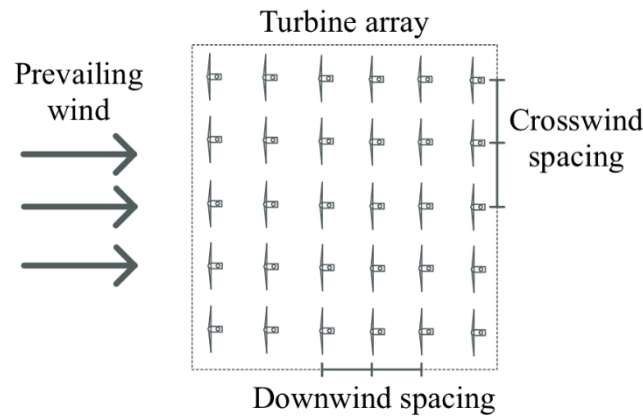 Turbine array
Prevailing
wind
Crosswind
spacing
Downwind spacing